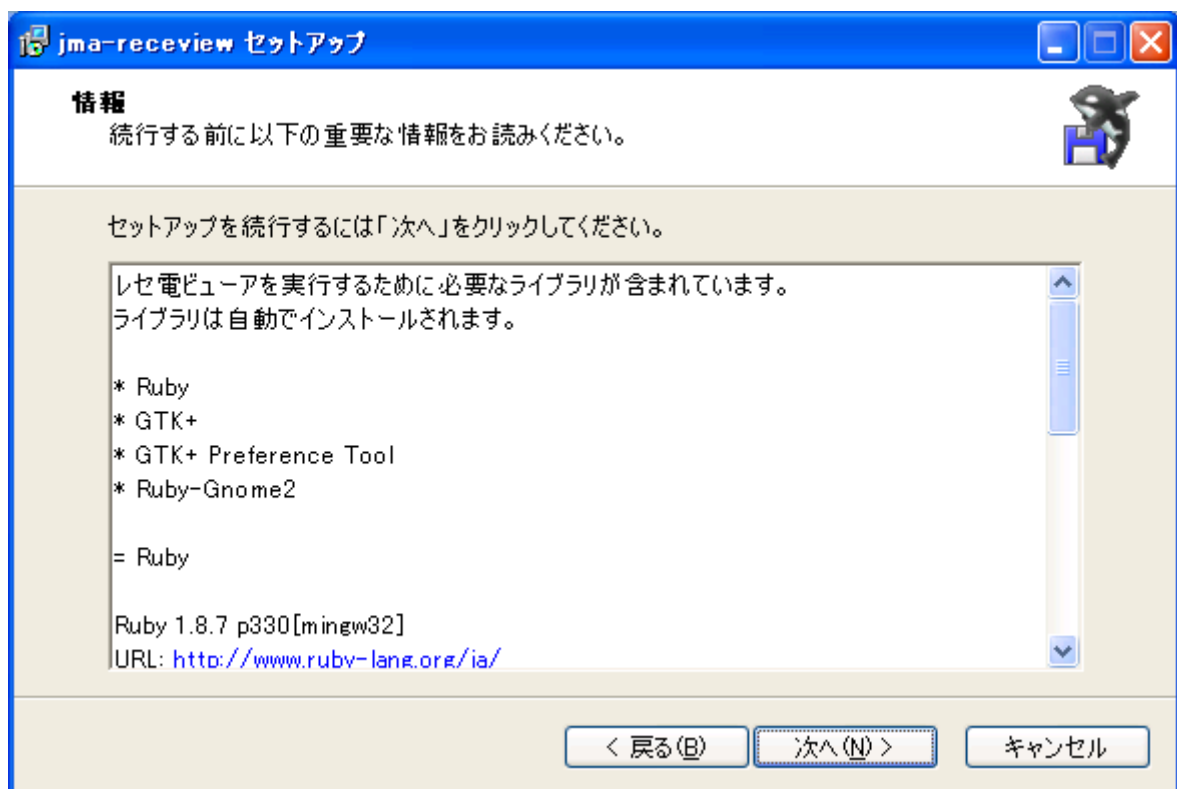 jma-receview セットアップ
情報
続行する前に以下の重要な情報をお読みください。
セットアップを続行するには「次へ」をクリックしてください。
レセ電ビューアを実行するために必要なライブラリが含まれています。
ライブラリは自動でインストールされます。
* Ruby
* GTK+
* GTK+ Preference Tool
* Ruby-Gnome2
= Ruby
Ruby 1.8.7 p330[mingw32]
URL: http://www.ruby-lang.org/ja/
< 戻る(B)
次へ(N) >
キャンセル